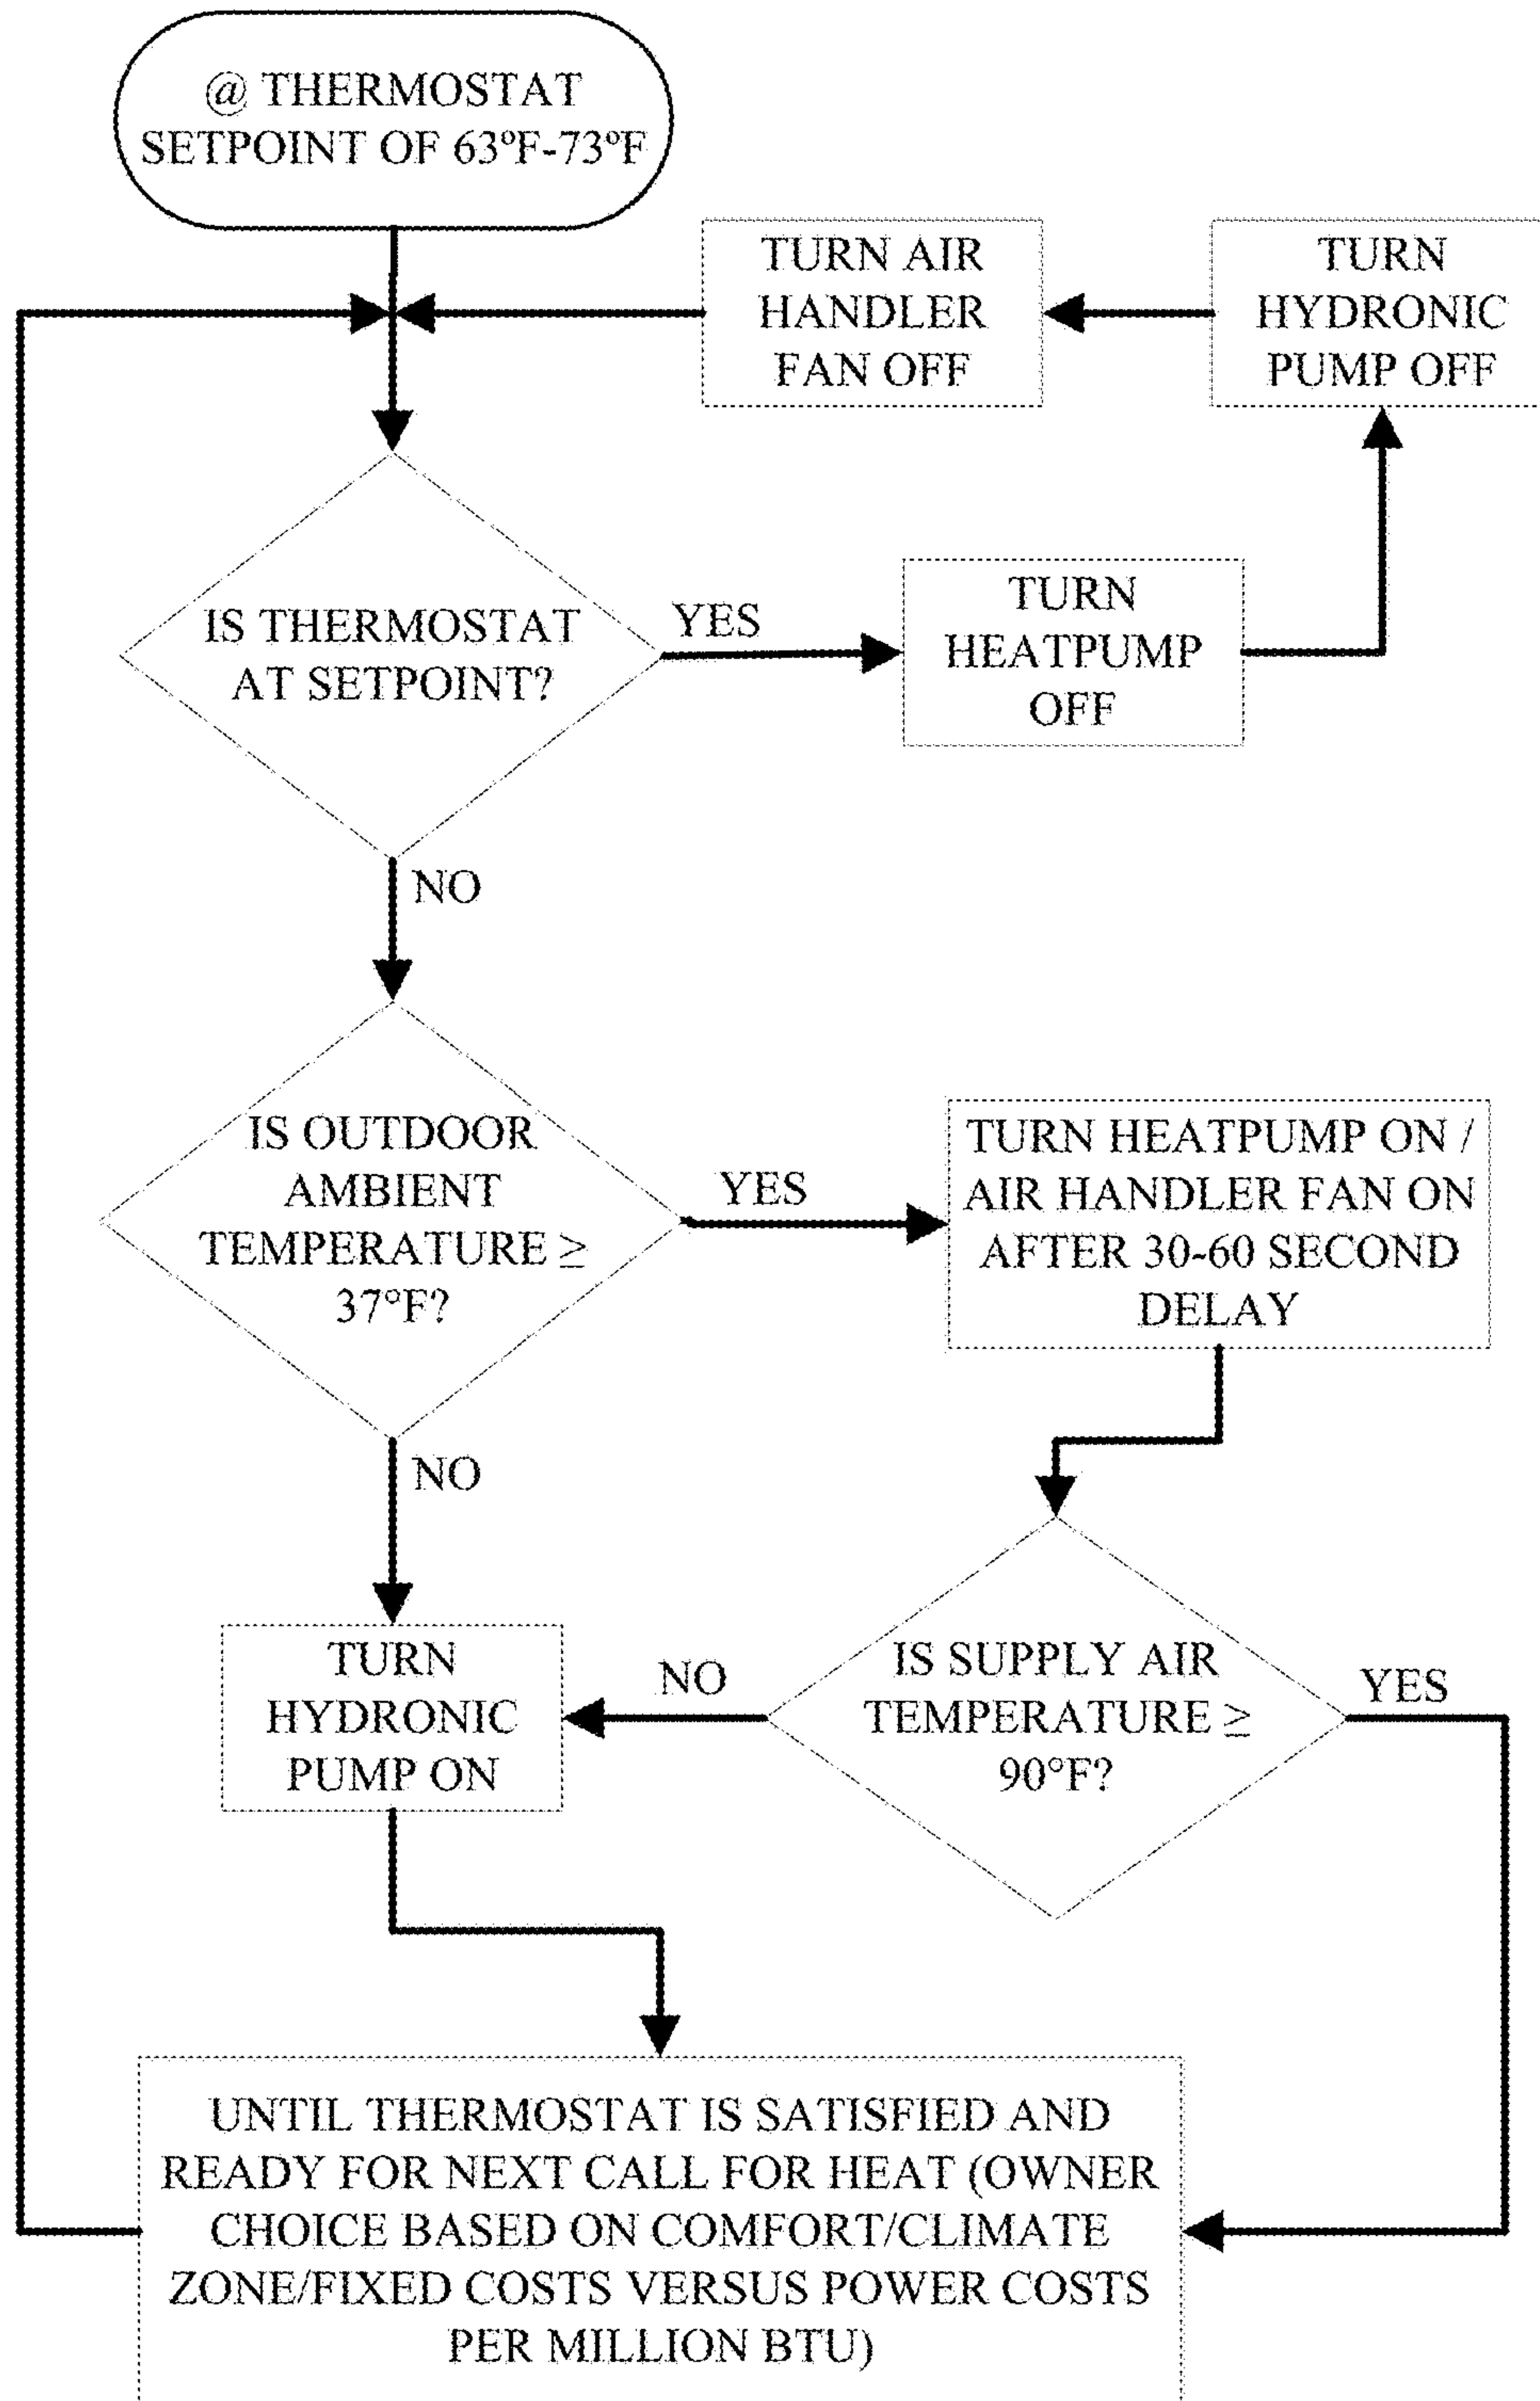 @ THERMOSTAT
SETPOINT OF 63ºF-73ºF
TURN AIR
HANDLER
FAN OFF
TURN
HYDRONIC
PUMP OFF
IS THERMOSTAT
AT SETPOINT?
YES
TURN
HEATPUMP
OFF
NO
IS OUTDOOR
AMBIENT
TEMPERATURE ≥
37°F?
YES
TURN HEATPUMP ON /
AIR HANDLER FAN ON
AFTER 30-60 SECOND
DELAY
NO
TURN
HYDRONIC
PUMP ON
NO
IS SUPPLY AIR
TEMPERATURE ≥
90°F?
YES
UNTIL THERMOSTAT IS SATISFIED AND
READY FOR NEXT CALL FOR HEAT (OWNER
CHOICE BASED ON COMFORT/CLIMATE
ZONE/FIXED COSTS VERSUS POWER COSTS
PER MILLION BTU)